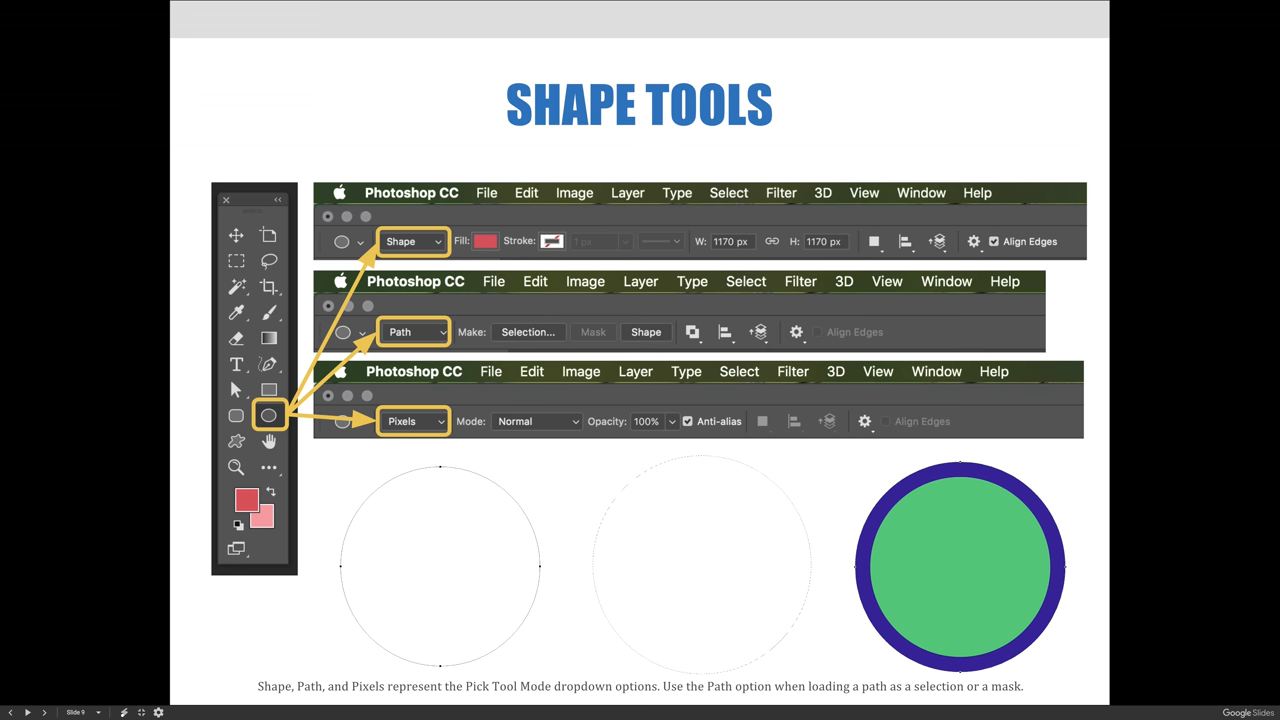 SHAPE TOOLS
Photoshop CC File Edit Image Layer Type Select Filter 3D View Window Help
Shape Fill: Stroke: 1 px W: 1170 px H: 1170 px Align Edges
Photoshop CC File Edit Image Layer Type Select Filter 3D View Window Help
Path Make: Selection... Mask Shape Align Edges
Photoshop CC File Edit Image Layer Type Select Filter 3D View Window Help
Pixels Mode: Normal Opacity: 100% Anti-alias Align Edges
Shape, Path, and Pixels represent the Pick Tool Mode dropdown options. Use the Path option when loading a path as a selection or a mask.
Slide 9
Google Slides